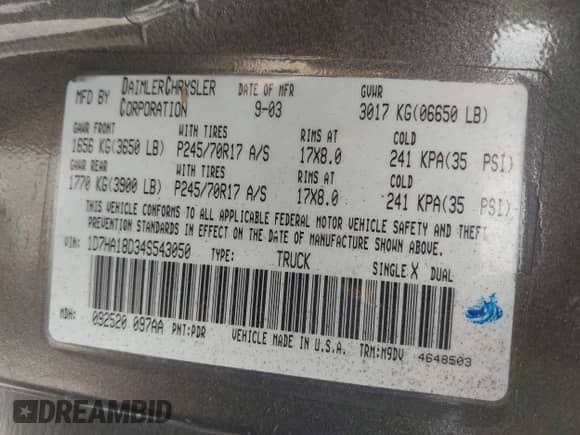 MFD BY DAIMLERCHRYSLER CORPORATION DATE OF MFR 9-03 GVWR 3017 KG(06650 LB)
GAWR FRONT WITH TIRES RIMS AT COLD
1656 KG(3650 LB) P245/70R17 A/S 17X8.0 241 KPA(35 PSI)
GAWR REAR WITH TIRES RIMS AT COLD
1770 KG(3900 LB) P245/70R17 A/S 17X8.0 241 KPA(35 PSI)
THIS VEHICLE CONFORMS TO ALL APPLICABLE FEDERAL MOTOR VEHICLE SAFETY AND THEFT
PREVENTION STANDARDS IN EFFECT ON THE DATE OF MANUFACTURE SHOWN ABOVE.
VIN: 1D7HA18D34S543050 TYPE: TRUCK SINGLE X DUAL
MDH: 092520 097AA PNT:PDR VEHICLE MADE IN U.S.A. TRM:M9DV 4648503
DREAMBID